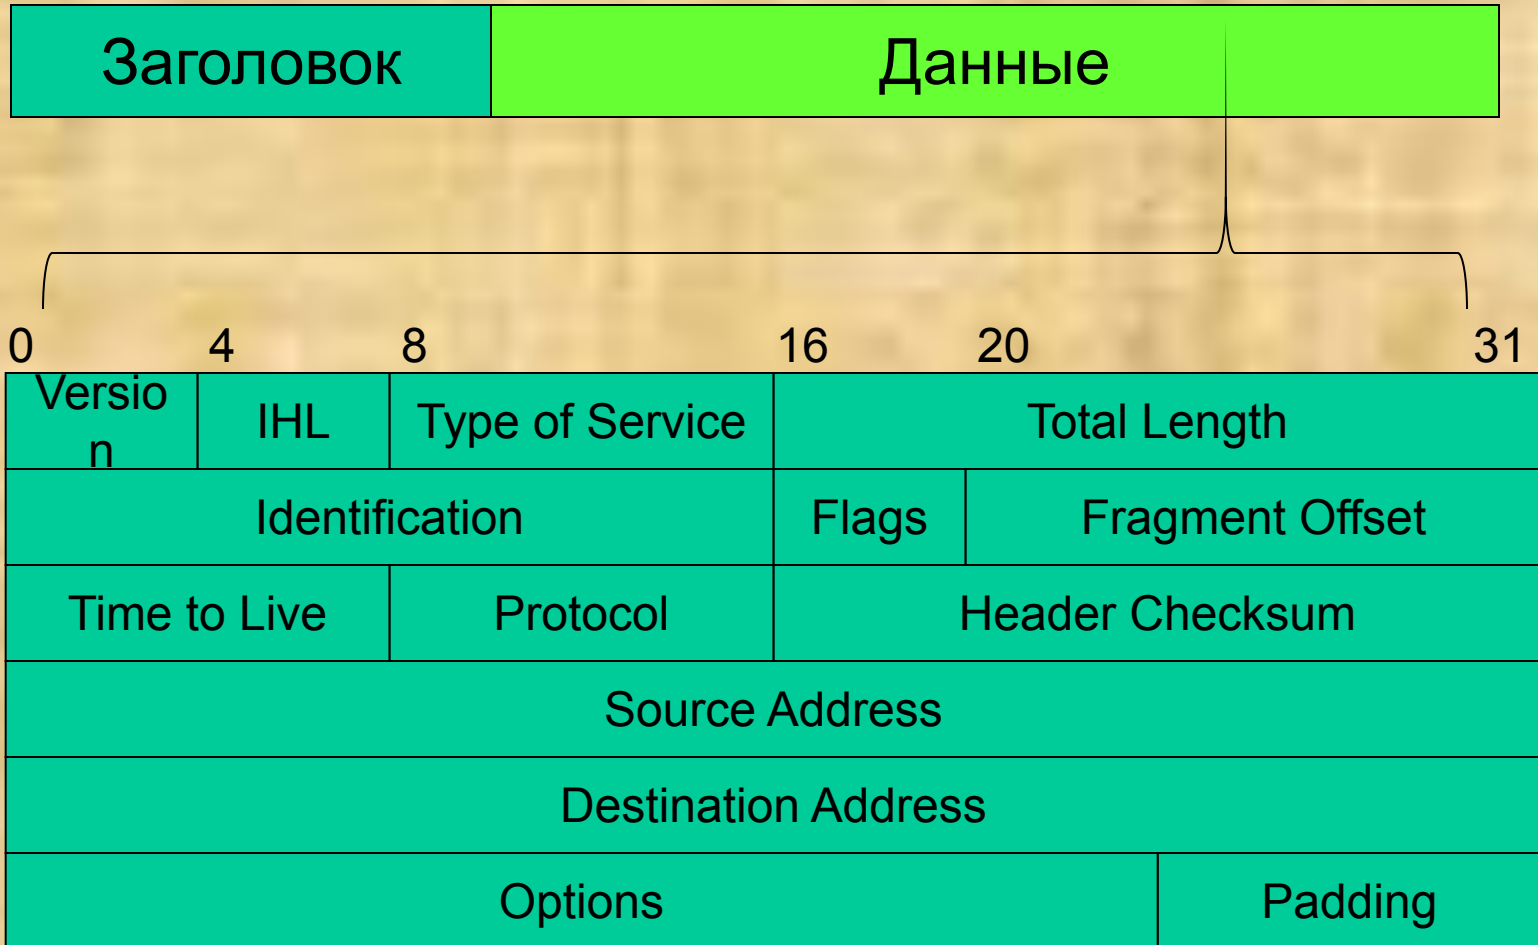 Заголовок Данные
0 4 8 16 20 31
Versio
n IHL Type of Service Total Length
Identification Flags Fragment Offset
Time to Live Protocol Header Checksum
Source Address
Destination Address
Options Padding